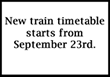 New train timetable
starts from
September 23rd.